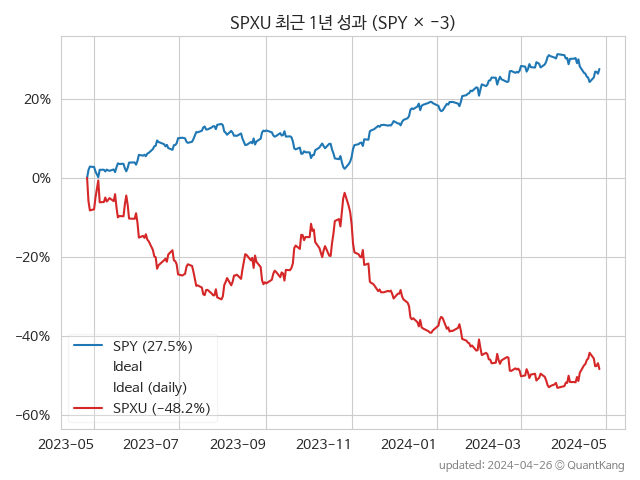 SPXU 최근 1년 성과 (SPY × −3)
20%
0%
−20%
−40%
−60%
SPY (27.5%)
Ideal
Ideal (daily)
SPXU (−48.2%)
2023−05
2023−07
2023−09
2023−11
2024−01
2024−03
2024−05
updated: 2024-04-26 © QuantKang